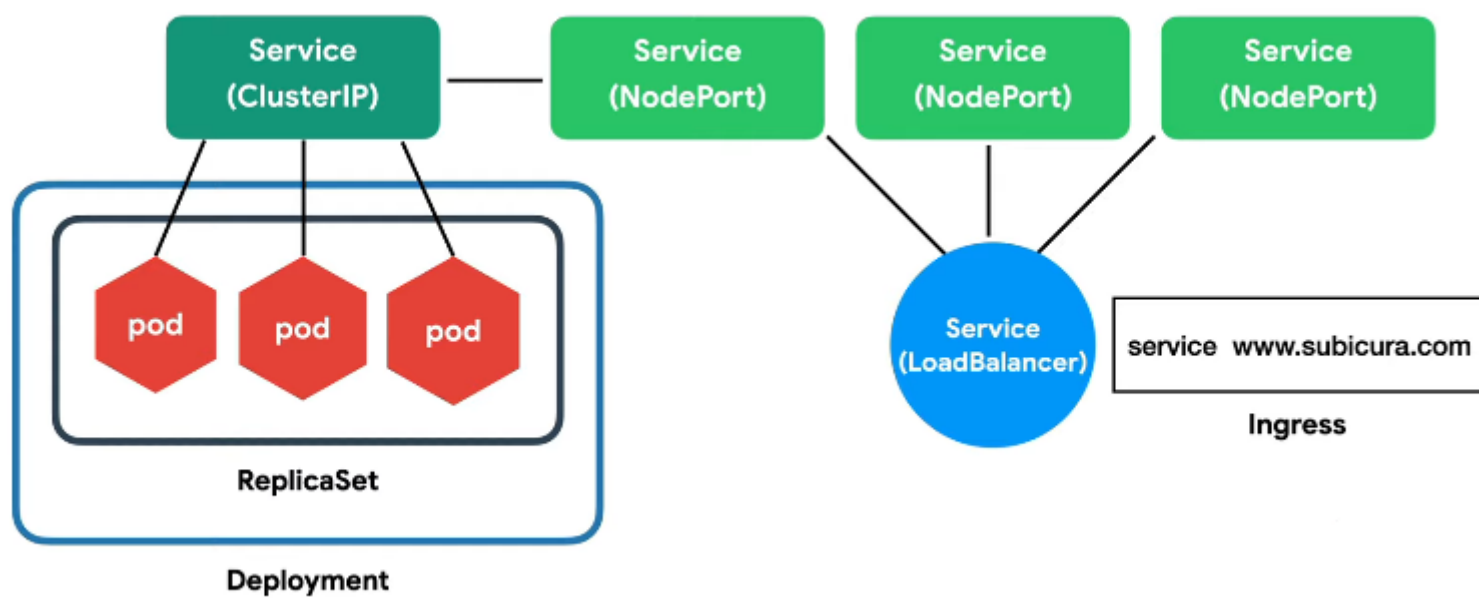 Service
(ClusterIP)
Service
(NodePort)
Service
(NodePort)
Service
(NodePort)
pod
pod
pod
ReplicaSet
Deployment
Service
(LoadBalancer)
service www.subicura.com
Ingress